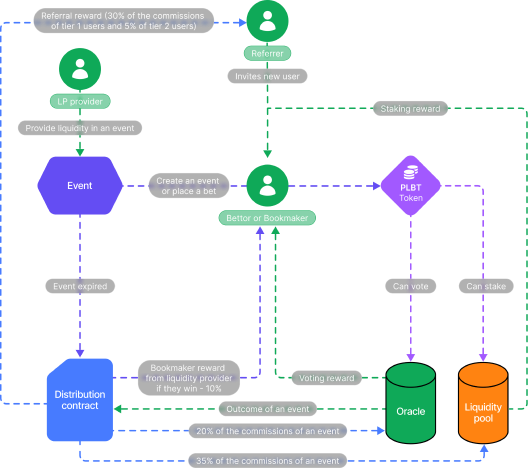 Referral reward (30% of the commissions
of tier 1 users and 5% of tier 2 users)
Referrer
Invites new user
LP provider
Staking reward
Provide liquidity in an event
Event
Create an event
or place a bet
PLBT
Token
Bettor or Bookmaker
Event expired
Can vote
Can stake
Bookmaker reward
from liquidity provider
if they win - 10%
Voting reward
Distribution
contract
Outcome of an event
Oracle
Liquidity
pool
20% of the commissions of an event
35% of the commissions of an event